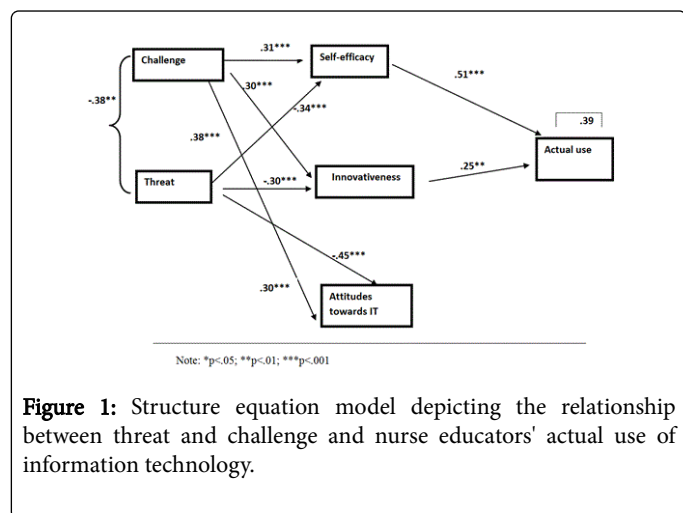 .31***
Challenge
Self-efficacy
.30***
-.34***
.51***
-.38**
.38***
.39
Actual use
Threat
-.30***
Innovativeness
.25**
-.45***
.30***
Attitudes
towards IT
Note: *p<.05; **p<.01; ***p<.001
Figure 1: Structure equation model depicting the relationship
between threat and challenge and nurse educators' actual use of
information technology.